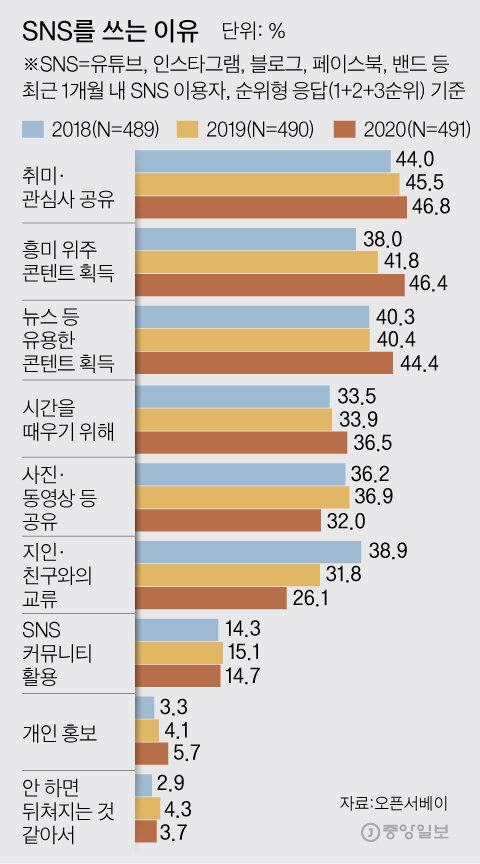 SNS를 쓰는 이유 단위: %
※SNS=유튜브, 인스타그램, 블로그, 페이스북, 밴드 등
최근 1개월 내 SNS 이용자, 순위형 응답(1+2+3순위) 기준
2018(N=489) 2019(N=490) 2020(N=491)
취미·
관심사 공유
44.0
45.5
46.8
흥미 위주
콘텐트 획득
38.0
41.8
46.4
뉴스 등
유용한
콘텐트 획득
40.3
40.4
44.4
시간을
때우기 위해
33.5
33.9
36.5
사진·
동영상 등
공유
36.2
36.9
32.0
지인·
친구와의
교류
38.9
31.8
26.1
SNS
커뮤니티
활용
14.3
15.1
14.7
개인 홍보
3.3
4.1
5.7
안 하면
뒤쳐지는 것
같아서
2.9
4.3
3.7
자료:오픈서베이
중앙일보